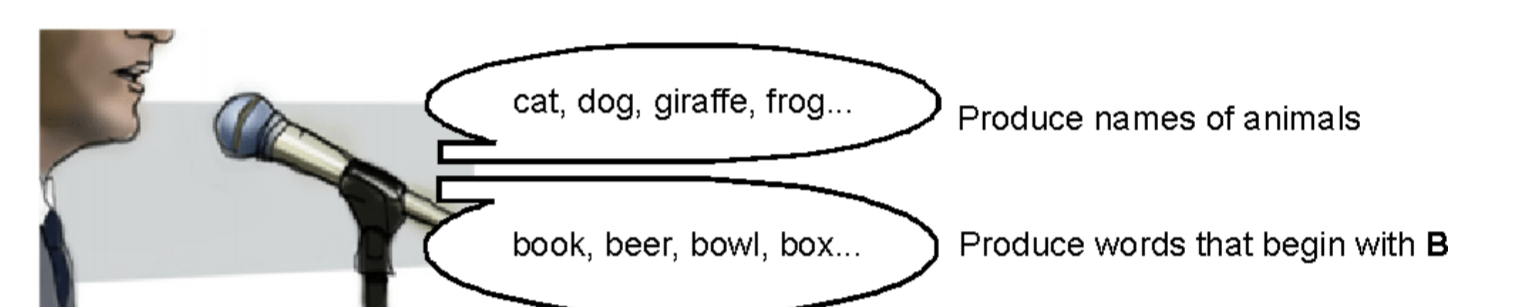 cat, dog, giraffe, frog...
Produce names of animals
book, beer, bowl, box...
Produce words that begin with B